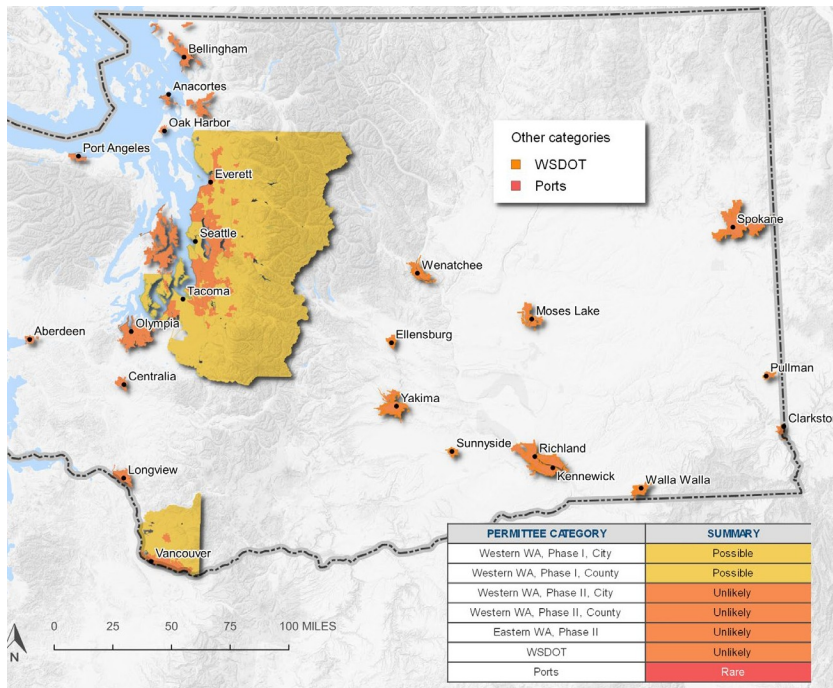 Bellingham
Anacortes
Oak Harbor
Port Angeles
Everett
Seattle
Tacoma
Olympia
Aberdeen
Centralia
Longview
Vancouver
Other categories
WSDOT
Ports
Spokane
Wenatchee
Moses Lake
Ellensburg
Yakima
Pullman
Clarksto
Sunnyside
Richland
Kennewick
Walla Walla
N
0 25 50 75 100 MILES
PERMITTEE CATEGORY SUMMARY
Western WA, Phase I, City Possible
Western WA, Phase I, County Possible
Western WA, Phase II, City Unlikely
Western WA, Phase II, County Unlikely
Eastern WA, Phase II Unlikely
WSDOT Unlikely
Ports Rare